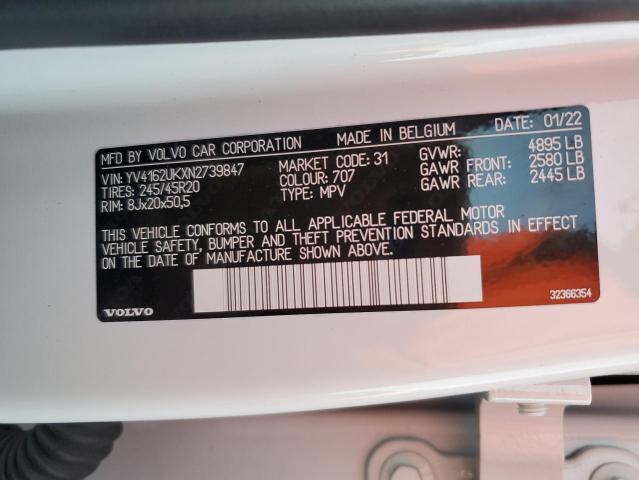 MFD BY VOLVO CAR CORPORATION MADE IN BELGIUM DATE: 01/22
VIN: YV4162UKXN2739847 MARKET CODE: 31 GVWR: 4895 LB
TIRES: 245/45R20 COLOUR: 707 GAWR FRONT: 2580 LB
RIM: 8Jx20x50,5 TYPE: MPV GAWR REAR: 2445 LB
THIS VEHICLE CONFORMS TO ALL APPLICABLE FEDERAL MOTOR
VEHICLE SAFETY, BUMPER AND THEFT PREVENTION STANDARDS IN EFFECT
ON THE DATE OF MANUFACTURE SHOWN ABOVE.
VOLVO 32366354